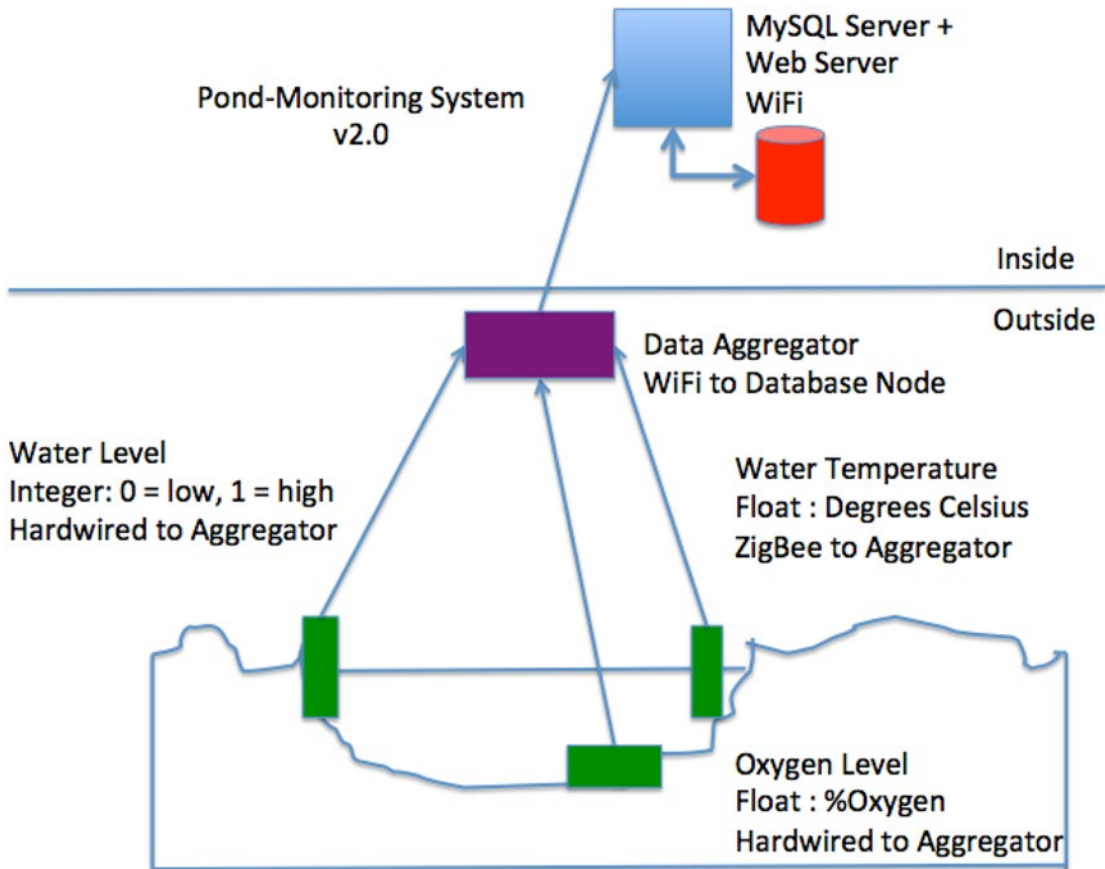 MySQL Server +
Web Server
WiFi
Pond-Monitoring System
v2.0
Inside
Outside
Data Aggregator
WiFi to Database Node
Water Level
Integer: 0 = low, 1 = high
Hardwired to Aggregator
Water Temperature
Float : Degrees Celsius
ZigBee to Aggregator
Oxygen Level
Float : %Oxygen
Hardwired to Aggregator